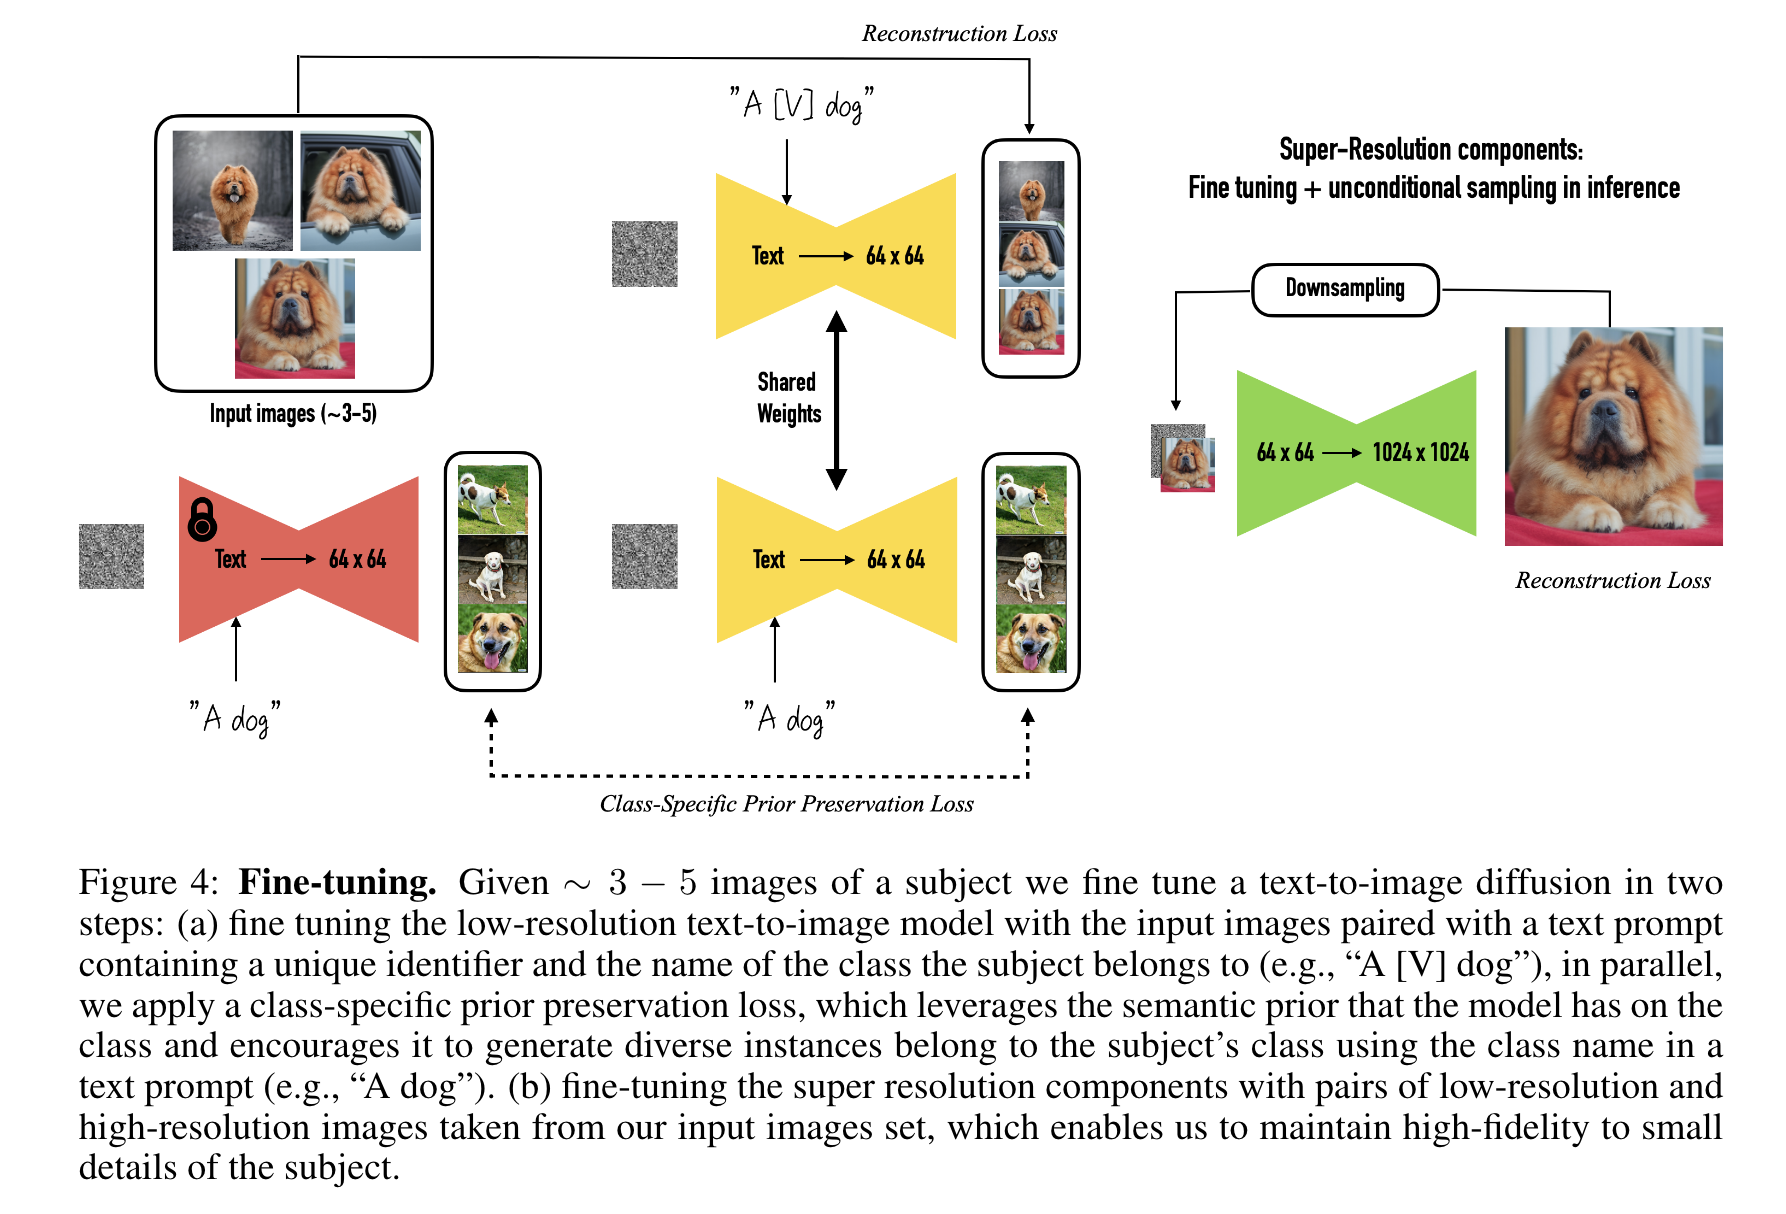 Reconstruction Loss
"A [V] dog"
Super-Resolution components:
Fine tuning + unconditional sampling in inference
Text → 64 x 64
Downsampling
Shared
Weights
Input images (~3-5)
64 x 64 → 1024 x 1024
Text → 64 x 64
Text → 64 x 64
Reconstruction Loss
"A dog"
"A dog"
Class-Specific Prior Preservation Loss
Figure 4: Fine-tuning. Given ∼ 3 − 5 images of a subject we fine tune a text-to-image diffusion in two
steps: (a) fine tuning the low-resolution text-to-image model with the input images paired with a text prompt
containing a unique identifier and the name of the class the subject belongs to (e.g., “A [V] dog”), in parallel,
we apply a class-specific prior preservation loss, which leverages the semantic prior that the model has on the
class and encourages it to generate diverse instances belong to the subject’s class using the class name in a
text prompt (e.g., “A dog”). (b) fine-tuning the super resolution components with pairs of low-resolution and
high-resolution images taken from our input images set, which enables us to maintain high-fidelity to small
details of the subject.